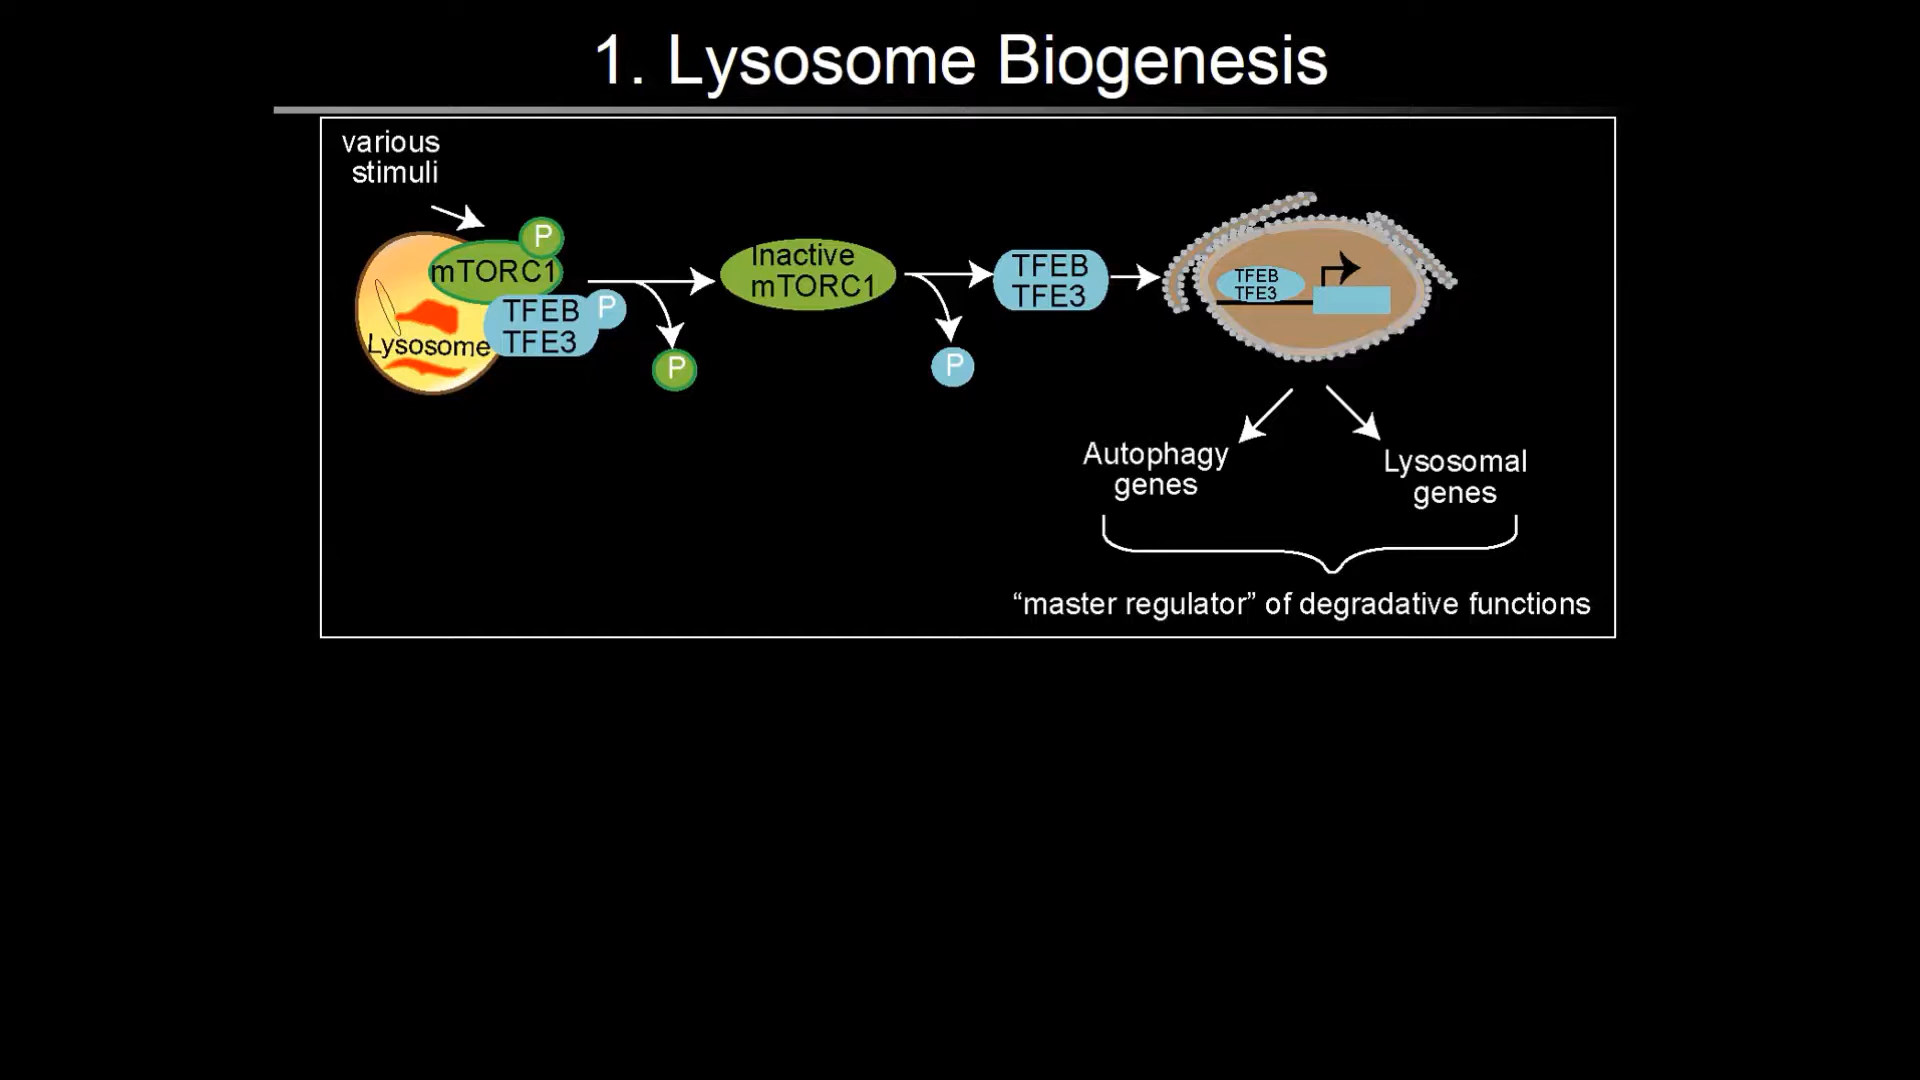 1. Lysosome Biogenesis
various
stimuli
P
mTORC1
TFEB P
TFE3
Lysosome
P
Inactive
mTORC1
P
TFEB
TFE3
TFEB
TFE3
Autophagy
genes
Lysosomal
genes
“master regulator” of degradative functions